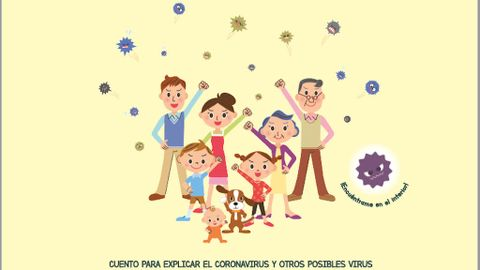 ¡Encuéntrame en el interior!
CUENTO PARA EXPLICAR EL CORONAVIRUS Y OTROS POSIBLES VIRUS